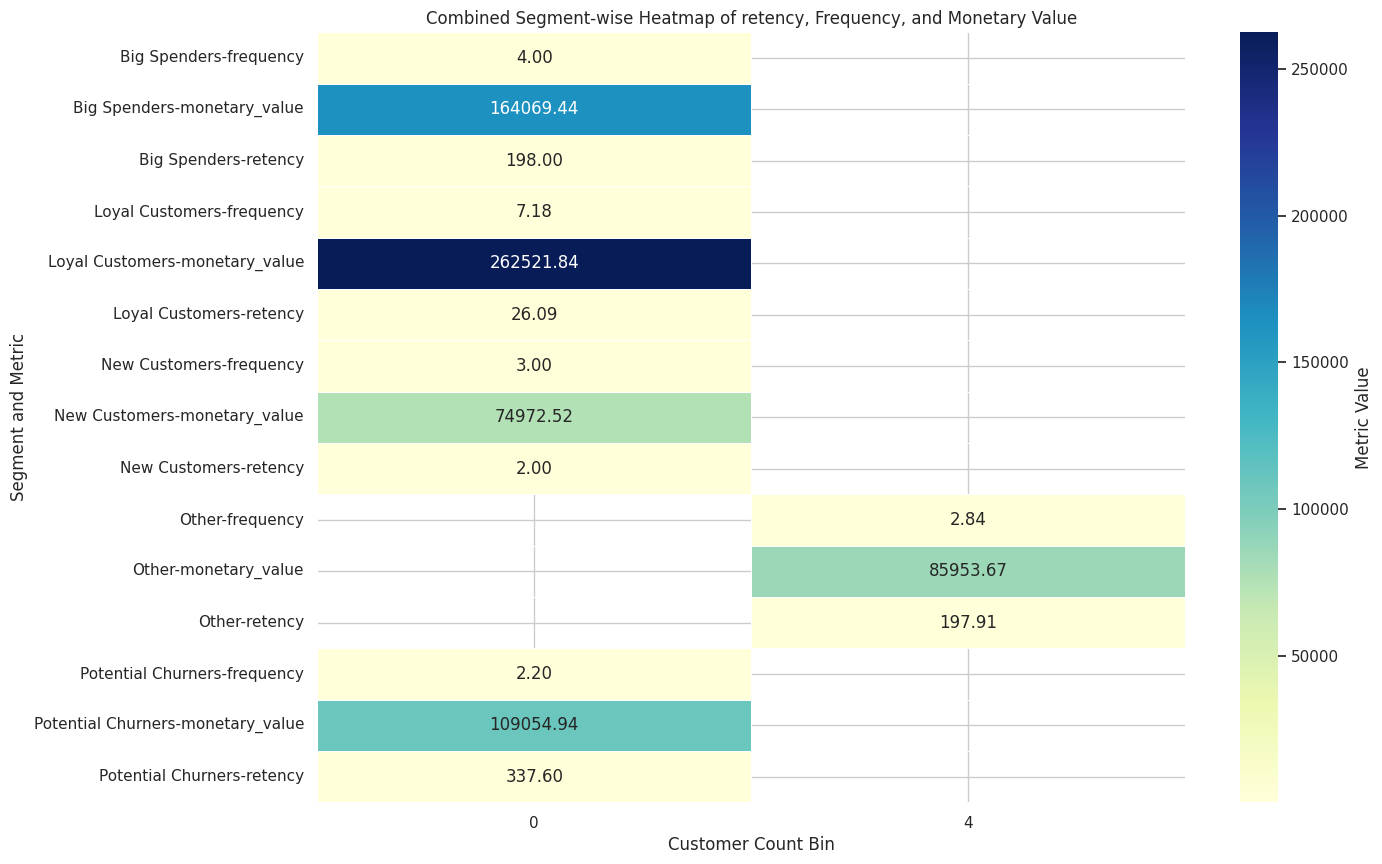 Combined Segment-wise Heatmap of retency, Frequency, and Monetary Value
Segment and Metric
Big Spenders-frequency
4.00
Big Spenders-monetary_value
164069.44
Big Spenders-retency
198.00
Loyal Customers-frequency
7.18
Loyal Customers-monetary_value
262521.84
Loyal Customers-retency
26.09
New Customers-frequency
3.00
New Customers-monetary_value
74972.52
New Customers-retency
2.00
Other-frequency
2.84
Other-monetary_value
85953.67
Other-retency
197.91
Potential Churners-frequency
2.20
Potential Churners-monetary_value
109054.94
Potential Churners-retency
337.60
0
4
Customer Count Bin
250000
200000
150000
100000
50000
Metric Value